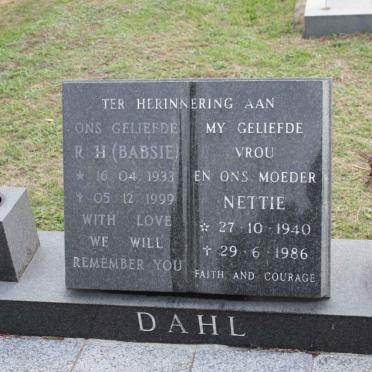 TER HERINNERING AAN
ONS GELIEFDE
R H (BABSIE)
* 16 04 1933
† 05 12 1999
WITH LOVE
WE WILL
REMEMBER YOU
MY GELIEFDE
VROU
EN ONS MOEDER
NETTIE
☆ 27·10·1940
† 29·6·1986
FAITH AND COURAGE
DAHL